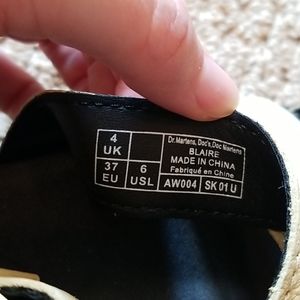 4
UK
37
EU
6
USL
Dr.Martens, Doc's, Doc Martens
BLAIRE
MADE IN CHINA
Fabriqué en Chine
AW004
SK 01 U